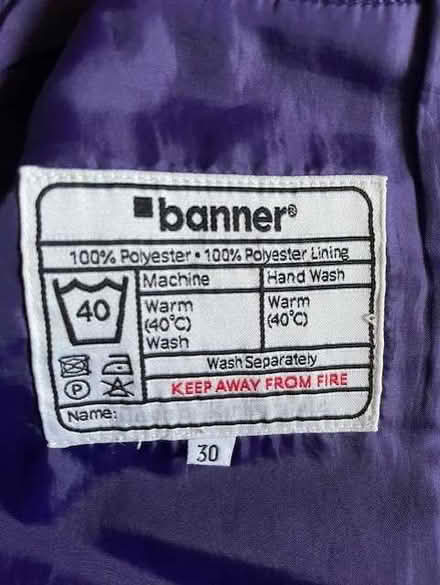 banner®
100% Polyester • 100% Polyester Lining
40
Machine
Warm
(40°C)
Wash
Hand Wash
Warm
(40°C)
P
Wash Separately
KEEP AWAY FROM FIRE
Name:
30